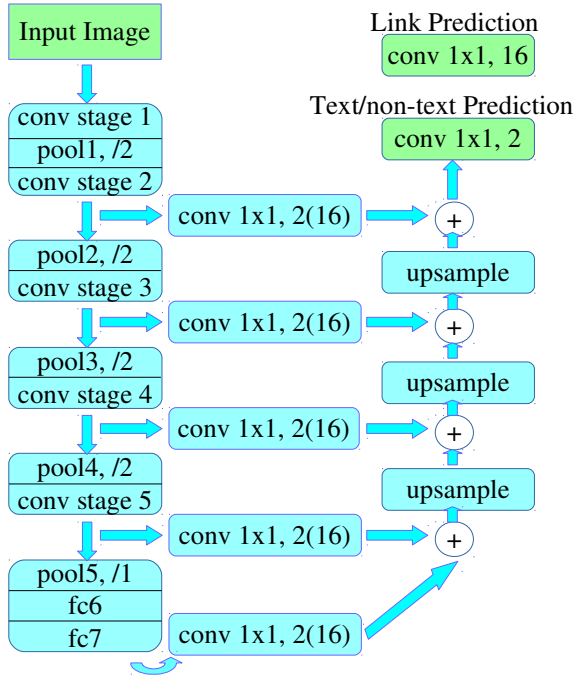 Input Image
conv stage 1
pool1, /2
conv stage 2
pool2, /2
conv stage 3
pool3, /2
conv stage 4
pool4, /2
conv stage 5
pool5, /1
fc6
fc7
conv 1x1, 2(16)
conv 1x1, 2(16)
conv 1x1, 2(16)
conv 1x1, 2(16)
conv 1x1, 2(16)
Link Prediction
conv 1x1, 16
Text/non-text Prediction
conv 1x1, 2
+
upsample
+
upsample
+
upsample
+